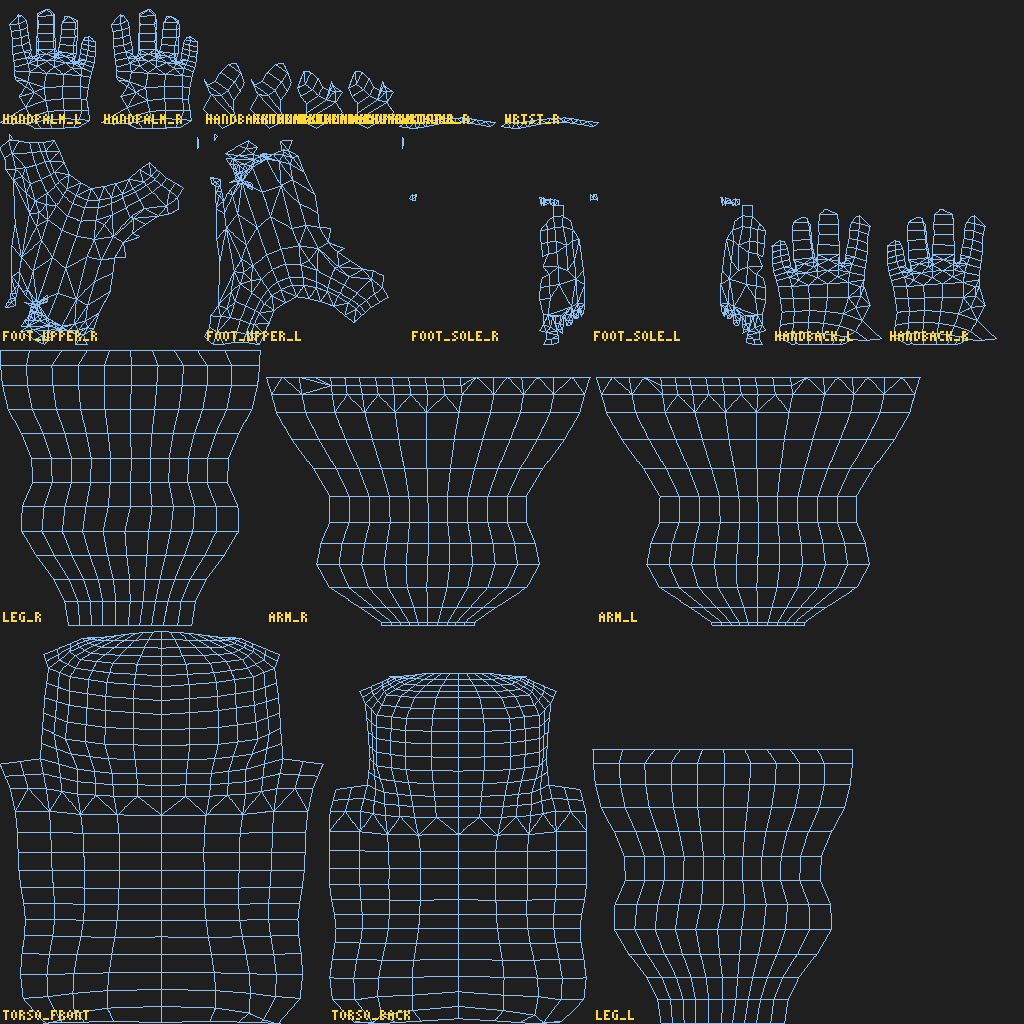 HANDPALM_L
HANDPALM_R
WRIST_R
FOOT_UPPER_R
FOOT_UPPER_L
FOOT_SOLE_R
FOOT_SOLE_L
HANDBACK_L
HANDBACK_R
LEG_R
ARM_R
ARM_L
TORSO_FRONT
TORSO_BACK
LEG_L